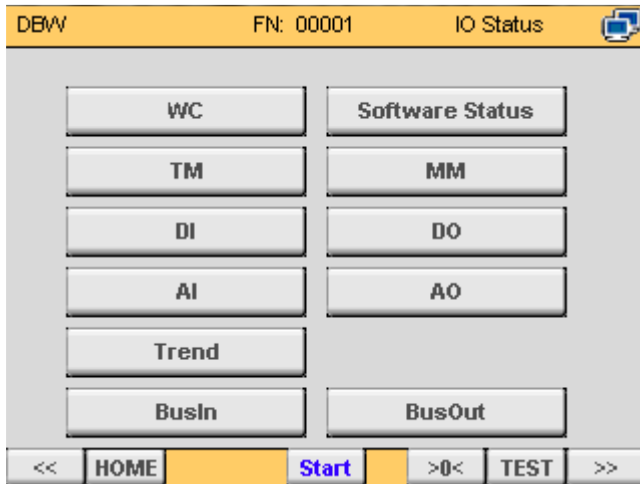 DBW FN: 00001 IO Status
WC Software Status
TM MM
DI DO
AI AO
Trend
BusIn BusOut
<< HOME Start >0< TEST >>